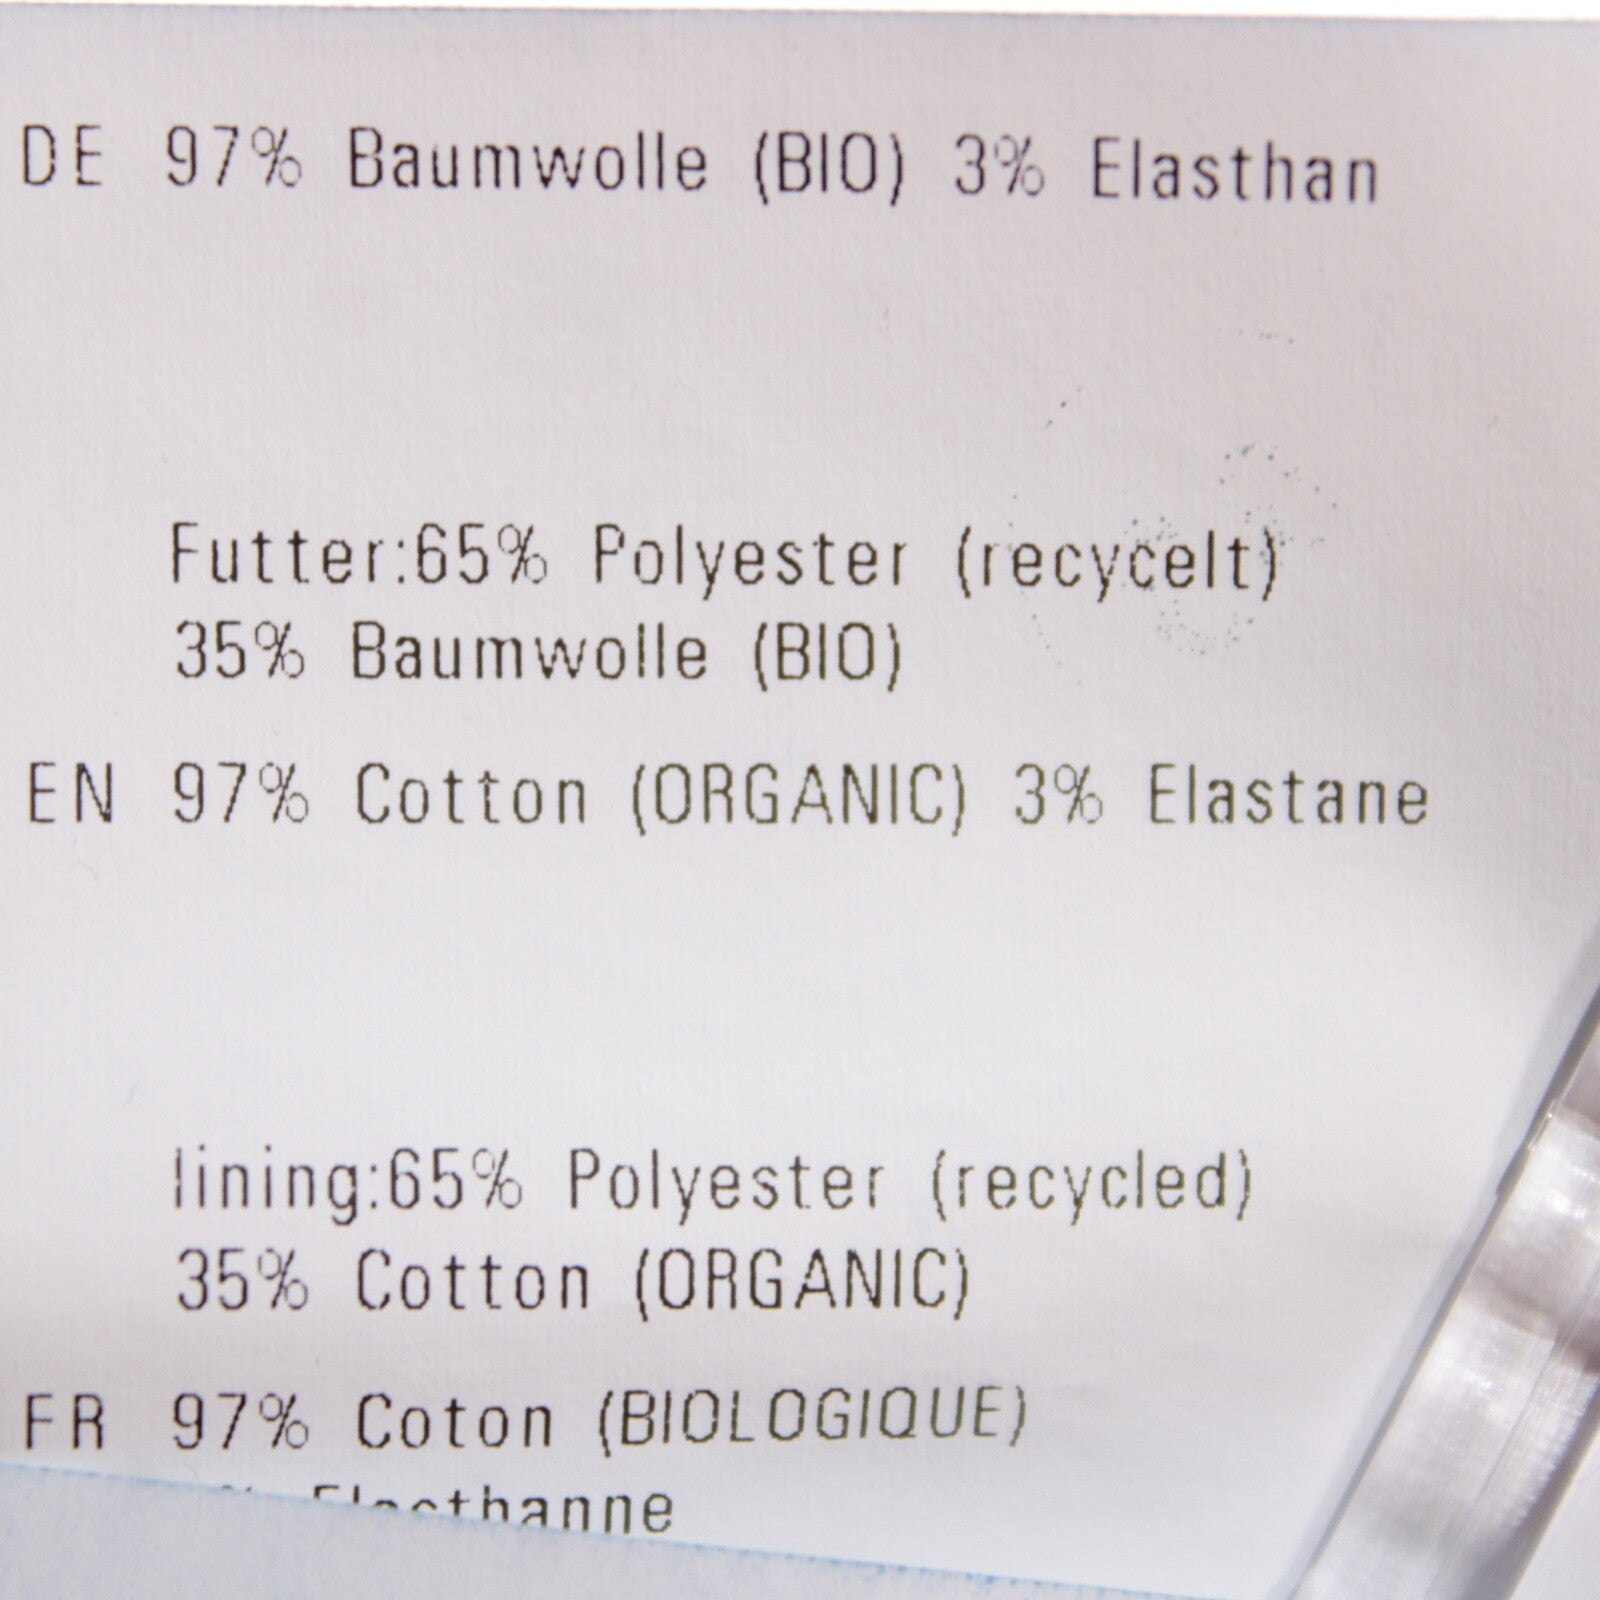 DE 97% Baumwolle (BIO) 3% Elasthan
Futter:65% Polyester (recycelt)
35% Baumwolle (BIO)
EN 97% Cotton (ORGANIC) 3% Elastane
lining:65% Polyester (recycled)
35% Cotton (ORGANIC)
FR 97% Coton (BIOLOGIQUE)
% Elasthanne